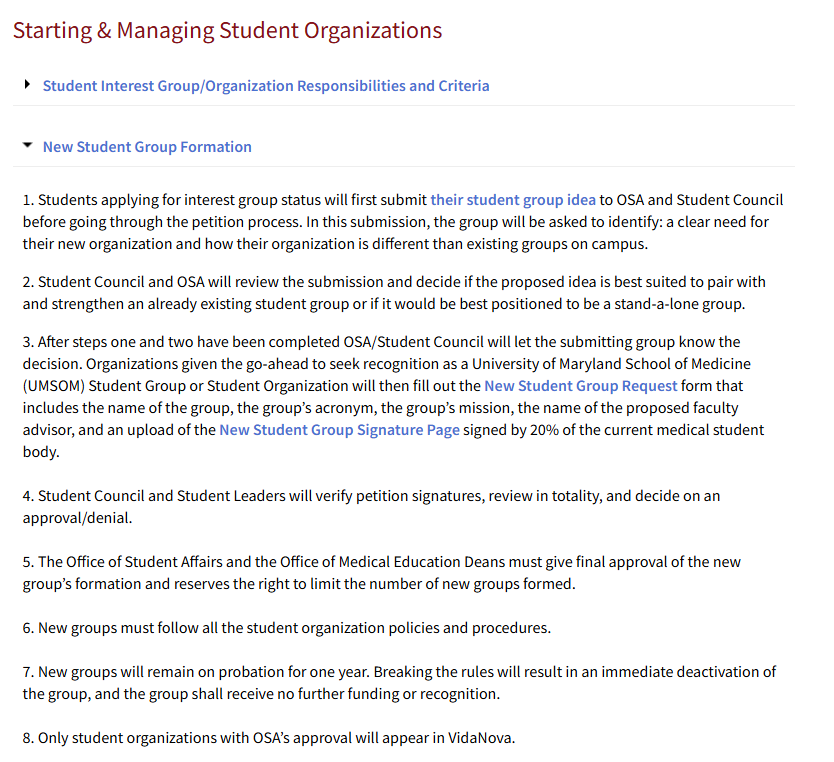 Starting & Managing Student Organizations
Student Interest Group/Organization Responsibilities and Criteria
New Student Group Formation
1. Students applying for interest group status will first submit their student group idea to OSA and Student Council
before going through the petition process. In this submission, the group will be asked to identify: a clear need for
their new organization and how their organization is different than existing groups on campus.
2. Student Council and OSA will review the submission and decide if the proposed idea is best suited to pair with
and strengthen an already existing student group or if it would be best positioned to be a stand-a-lone group.
3. After steps one and two have been completed OSA/Student Council will let the submitting group know the
decision. Organizations given the go-ahead to seek recognition as a University of Maryland School of Medicine
(UMSOM) Student Group or Student Organization will then fill out the New Student Group Request form that
includes the name of the group, the group’s acronym, the group’s mission, the name of the proposed faculty
advisor, and an upload of the New Student Group Signature Page signed by 20% of the current medical student
body.
4. Student Council and Student Leaders will verify petition signatures, review in totality, and decide on an
approval/denial.
5. The Office of Student Affairs and the Office of Medical Education Deans must give final approval of the new
group’s formation and reserves the right to limit the number of new groups formed.
6. New groups must follow all the student organization policies and procedures.
7. New groups will remain on probation for one year. Breaking the rules will result in an immediate deactivation of
the group, and the group shall receive no further funding or recognition.
8. Only student organizations with OSA’s approval will appear in VidaNova.